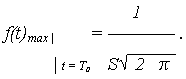 f(t)max | t = To = 1 / S√2 π .